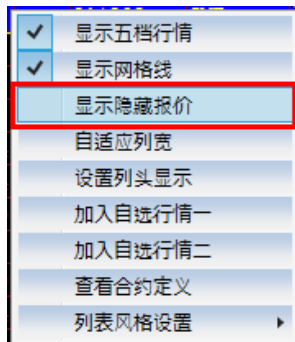 显示五档行情
显示网格线
显示隐藏报价
自适应列宽
设置列头显示
加入自选行情一
加入自选行情二
查看合约定义
列表风格设置